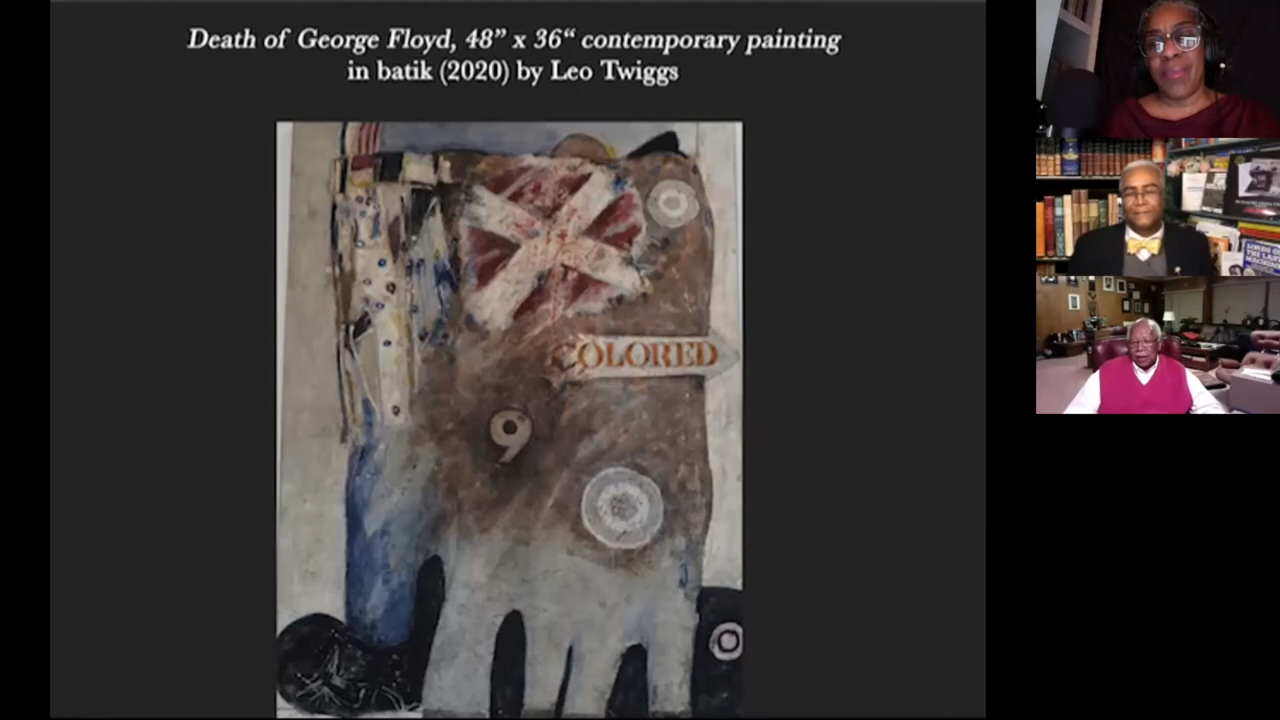 Death of George Floyd, 48” x 36“ contemporary painting
in batik (2020) by Leo Twiggs
COLORED
9